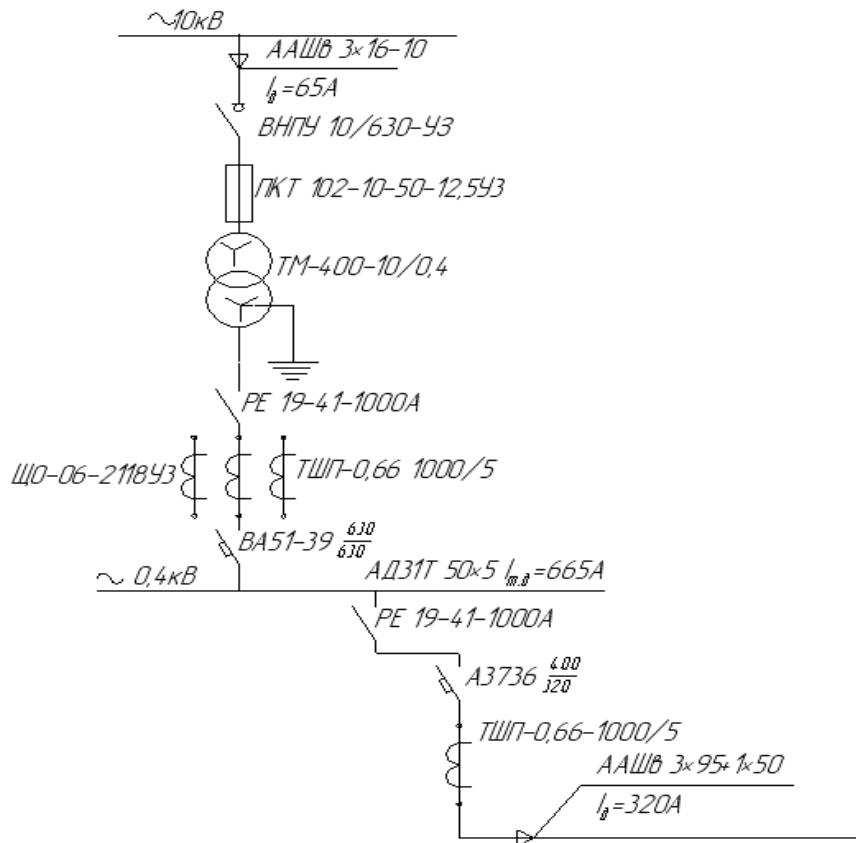 ~10кВ
ААШв 3×16-10
Iд=65А
ВНПУ 10/630-У3
ПКТ 102-10-50-12,5У3
ТМ-400-10/0,4
РЕ 19-41-1000А
ЩО-06-2118У3
ТШП-0,66 1000/5
ВА51-39 630/630
~ 0,4кВ
АД31Т 50×5 Iт.д=665А
РЕ 19-41-1000А
А3736 400/320
ТШП-0,66-1000/5
ААШв 3×95+1×50
Iд=320А